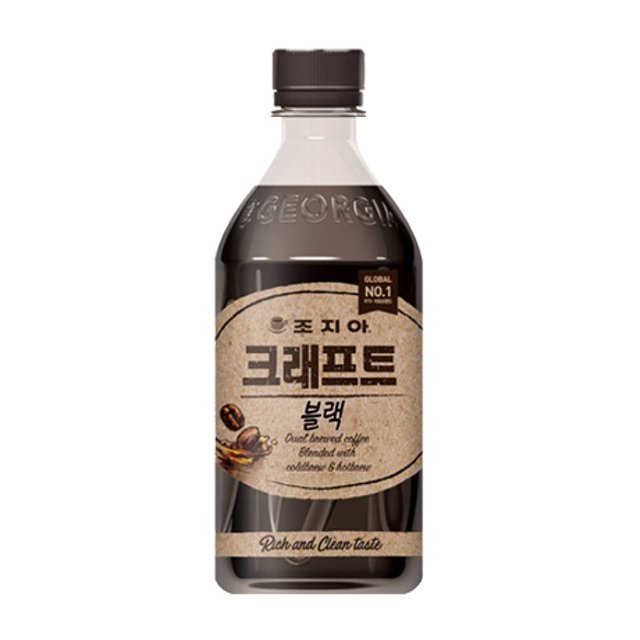 GEORGIA
GLOBAL
NO.1
조지아
크래프트
블랙
Dual brewed coffee
Blended with
coldbrew & hotbrew
Rich and Clean taste